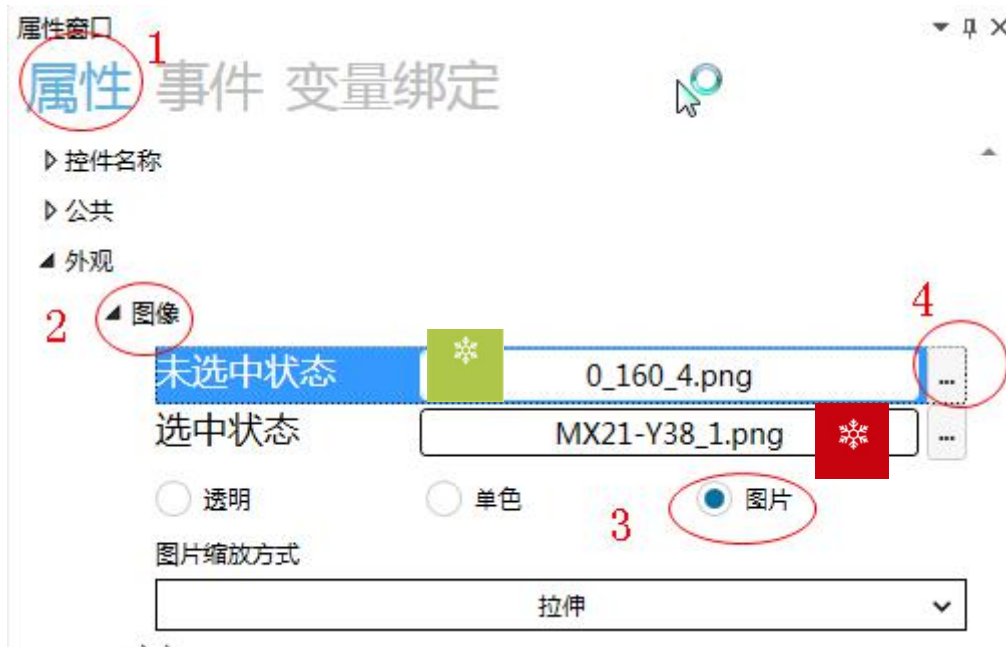 属性窗口
1
属性 事件 变量绑定
控件名称
公共
外观
2 图像 4
未选中状态 0_160_4.png ...
选中状态 MX21-Y38_1.png ...
透明 单色 3 图片
图片缩放方式
拉伸